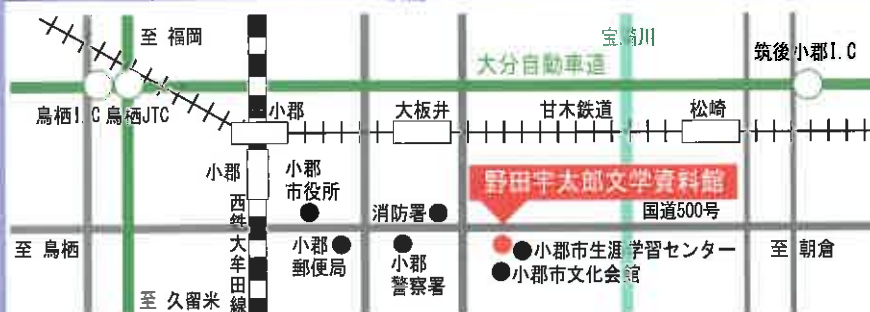 至 福岡
宝満川
筑後小郡I.C
大分自動車道
鳥栖I.C
鳥栖JTC
小郡
大板井
甘木鉄道
松崎
小郡
小郡
市役所
野田宇太郎文学資料館
消防署
国道500号
西鉄大牟田線
至 鳥栖
小郡
郵便局
小郡
警察署
小郡市生涯学習センター
小郡市文化会館
至 朝倉
至 久留米